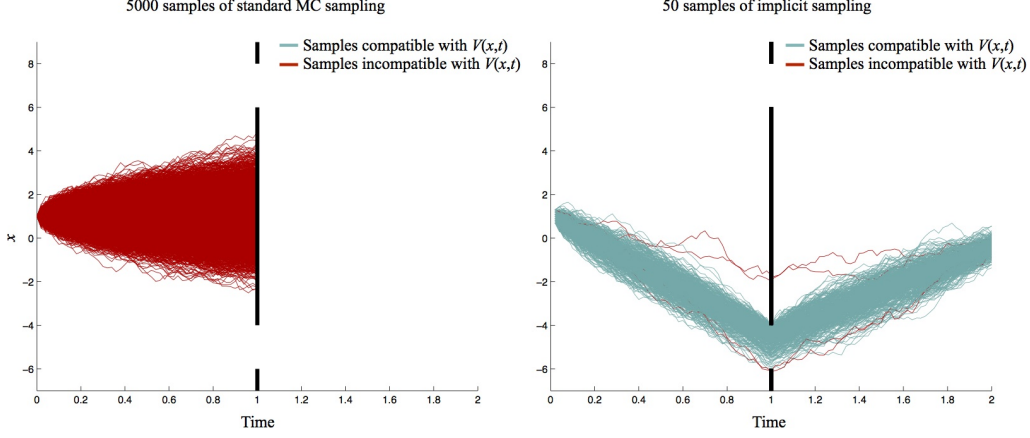 5000 samples of standard MC sampling
Samples compatible with V(x,t)
Samples incompatible with V(x,t)
8
6
4
2
0
−2
−4
−6
x
0 0.2 0.4 0.6 0.8 1 1.2 1.4 1.6 1.8 2
Time
50 samples of implicit sampling
Samples compatible with V(x,t)
Samples incompatible with V(x,t)
8
6
4
2
0
−2
−4
−6
0 0.2 0.4 0.6 0.8 1 1.2 1.4 1.6 1.8 2
Time